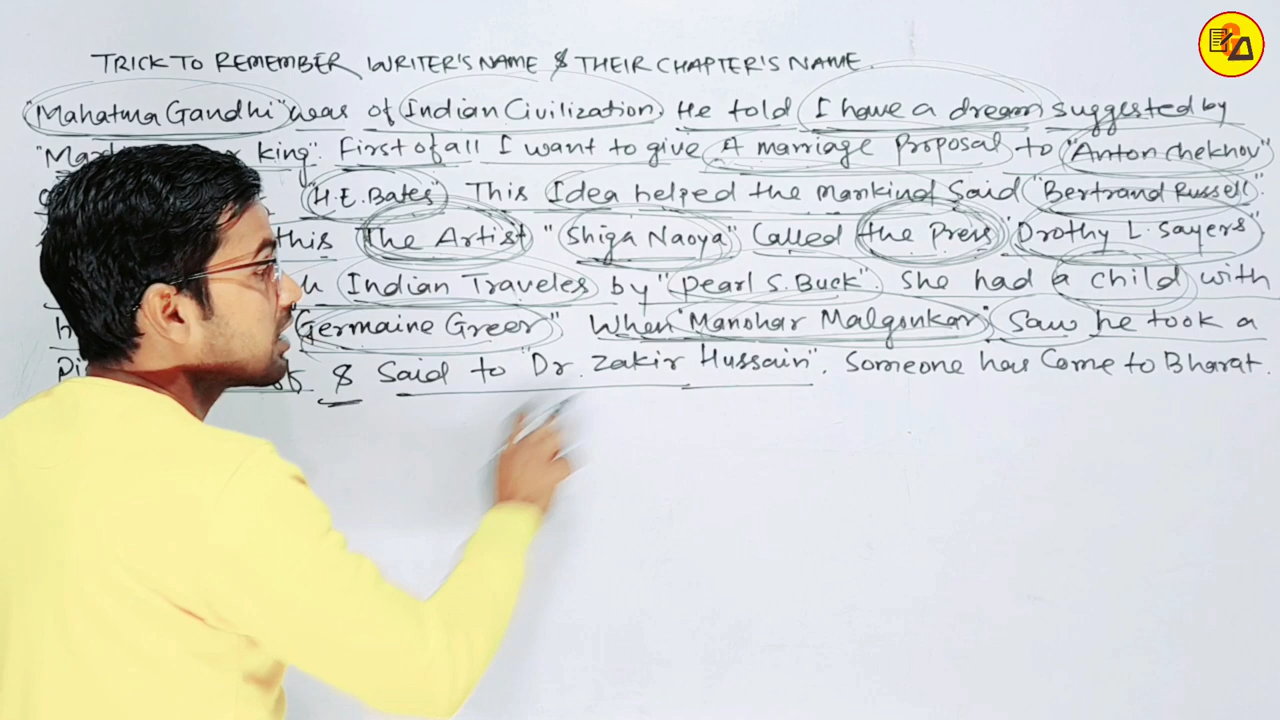 TRICK TO REMEMBER WRITER'S NAME & THEIR CHAPTER'S NAME.
"Mahatma Gandhi" was of Indian Civilization. He told I have a dream suggested by
king" First of all I want to give A marriage Proposal to "Anton chekhov"
H.E. Bates" This Idea helped the mankind Said "Bertrand Russell".
this The Artist "Shiga Naoya" Called the Press "Drothy L. Sayers"
Indian Traveles by "Pearl S. Buck". She had a child with
Germaine Greer" When "Manohar Malgonkar" Saw he took a
& Said to "Dr. Zakir Hussain". Someone has Come to Bharat.